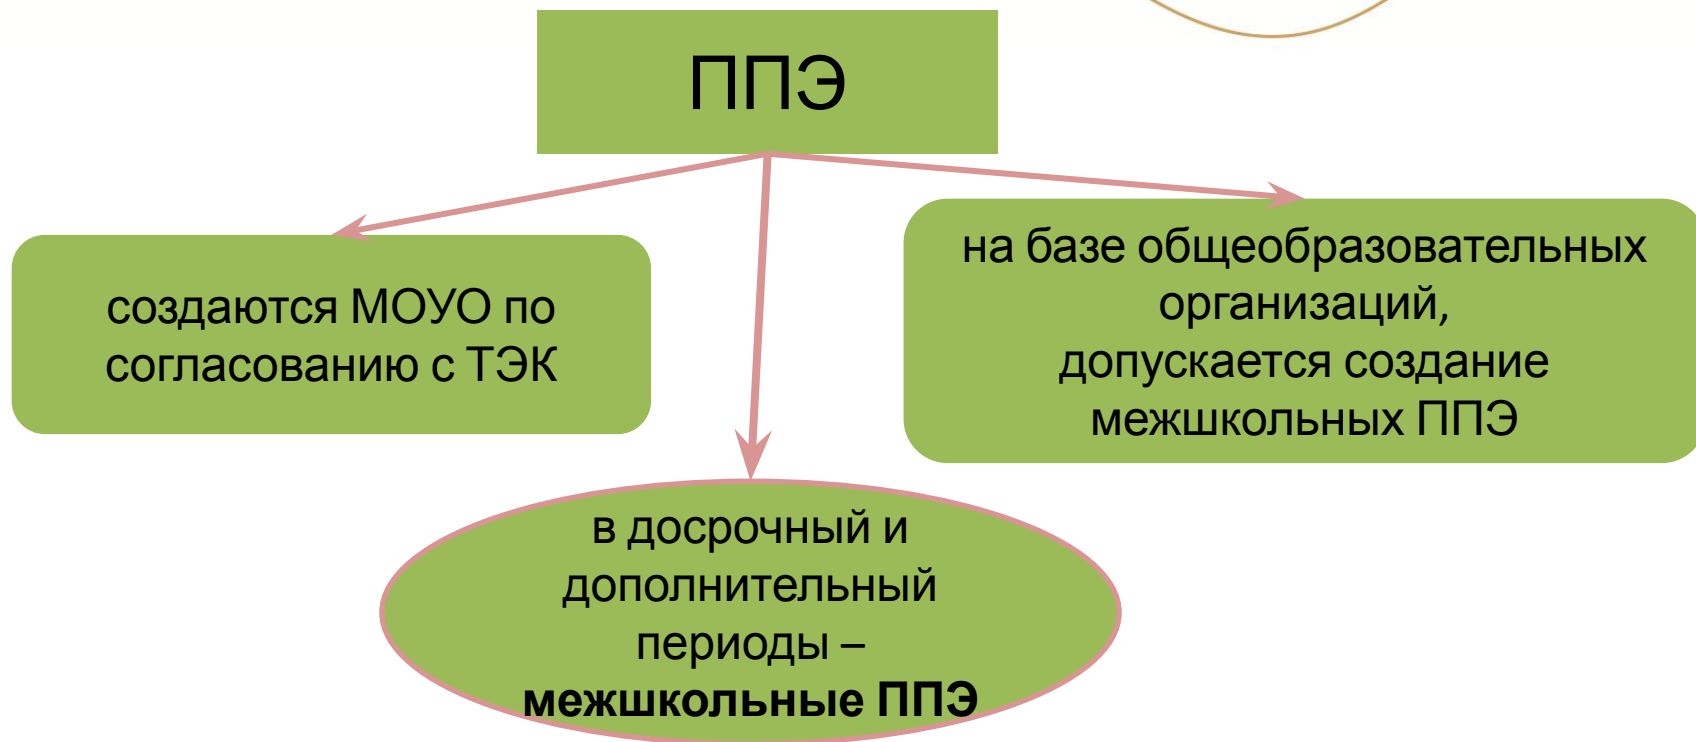 ППЭ
создаются МОУО по
согласованию с ТЭК
на базе общеобразовательных
организаций,
допускается создание
межшкольных ППЭ
в досрочный и
дополнительный
периоды –
межшкольные ППЭ